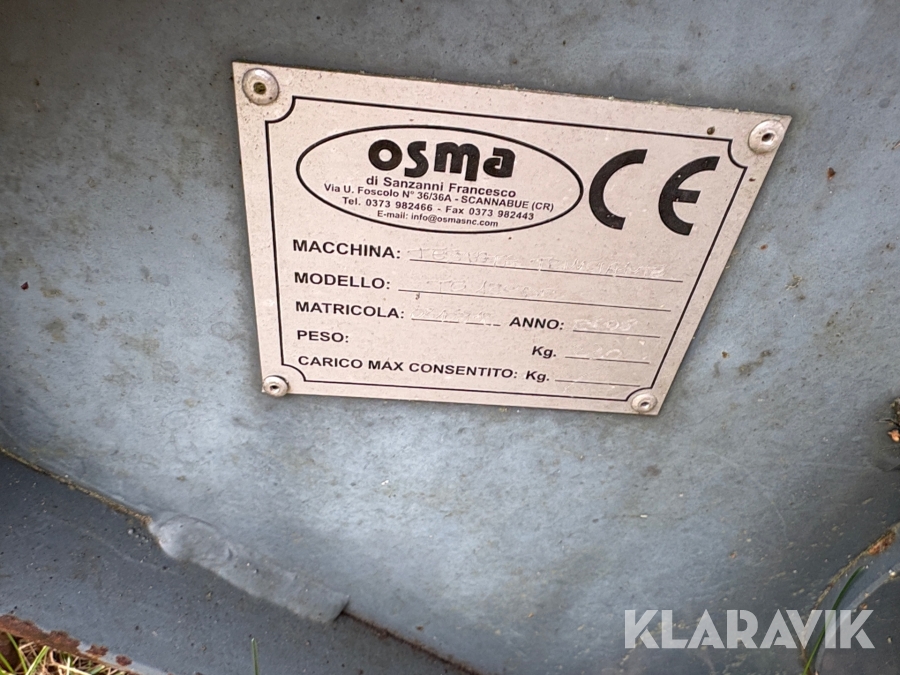 osma
di Sanzanni Francesco
Via U. Foscolo N° 36/36A - SCANNABUE (CR)
Tel. 0373 982466 - Fax 0373 982443
E-mail: info@osmasnc.com
CE
MACCHINA:
MODELLO:
MATRICOLA: ANNO:
PESO: Kg.
CARICO MAX CONSENTITO: Kg.
KLARAVIK